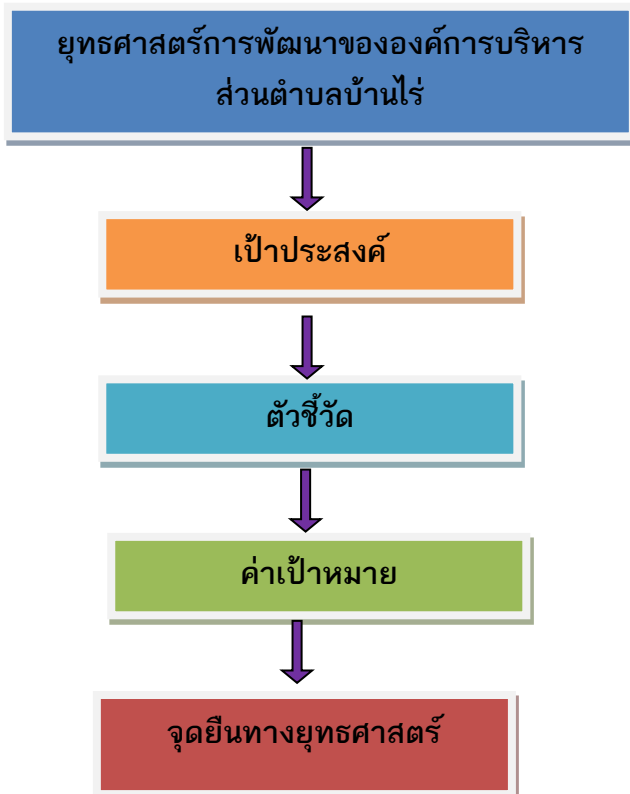 ยุทธศาสตร์การพัฒนาขององค์การบริหาร
ส่วนตำบลบ้านไร่
เป้าประสงค์
ตัวชี้วัด
ค่าเป้าหมาย
จุดยืนทางยุทธศาสตร์